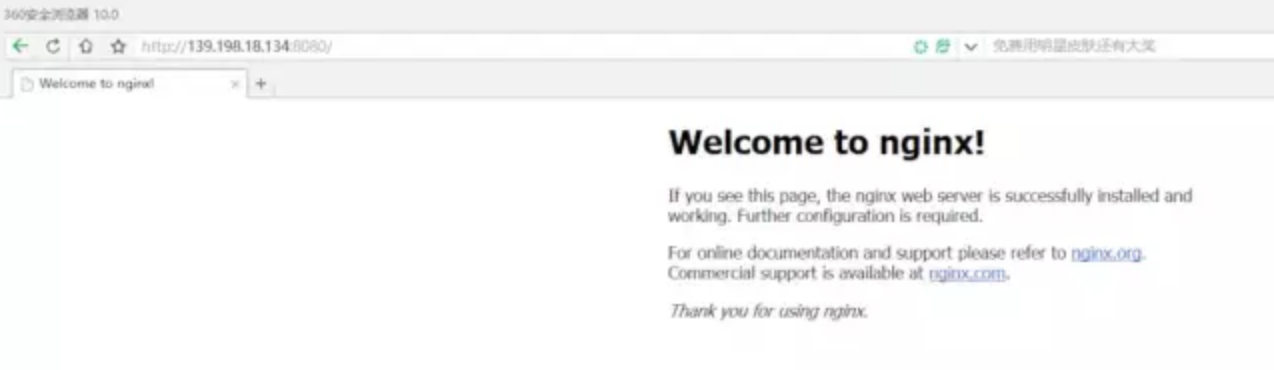 360安全浏览器 10.0
http://139.198.18.134:8080/
免费用明星皮肤还有大奖
Welcome to nginx!
Welcome to nginx!
If you see this page, the nginx web server is successfully installed and
working. Further configuration is required.
For online documentation and support please refer to nginx.org.
Commercial support is available at nginx.com.
Thank you for using nginx.